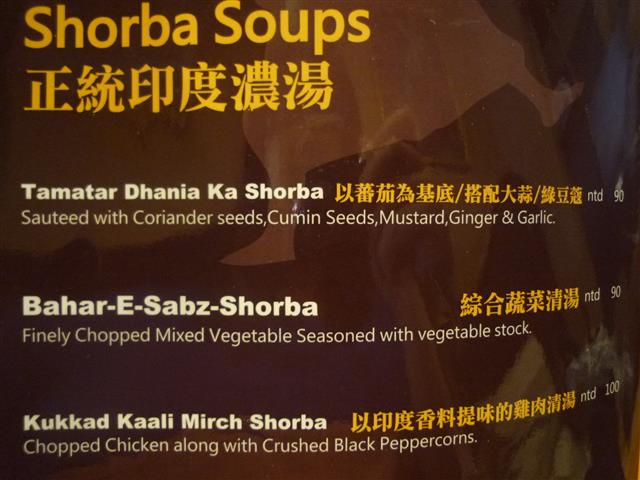 Shorba Soups
正統印度濃湯
Tamatar Dhania Ka Shorba 以蕃茄為基底/搭配大蒜/綠豆蔻 ntd 90
Sauteed with Coriander seeds,Cumin Seeds,Mustard,Ginger & Garlic.
Bahar-E-Sabz-Shorba 綜合蔬菜清湯 ntd 90
Finely Chopped Mixed Vegetable Seasoned with vegetable stock.
Kukkad Kaali Mirch Shorba 以印度香料提味的雞肉清湯 ntd 100
Chopped Chicken along with Crushed Black Peppercorns.